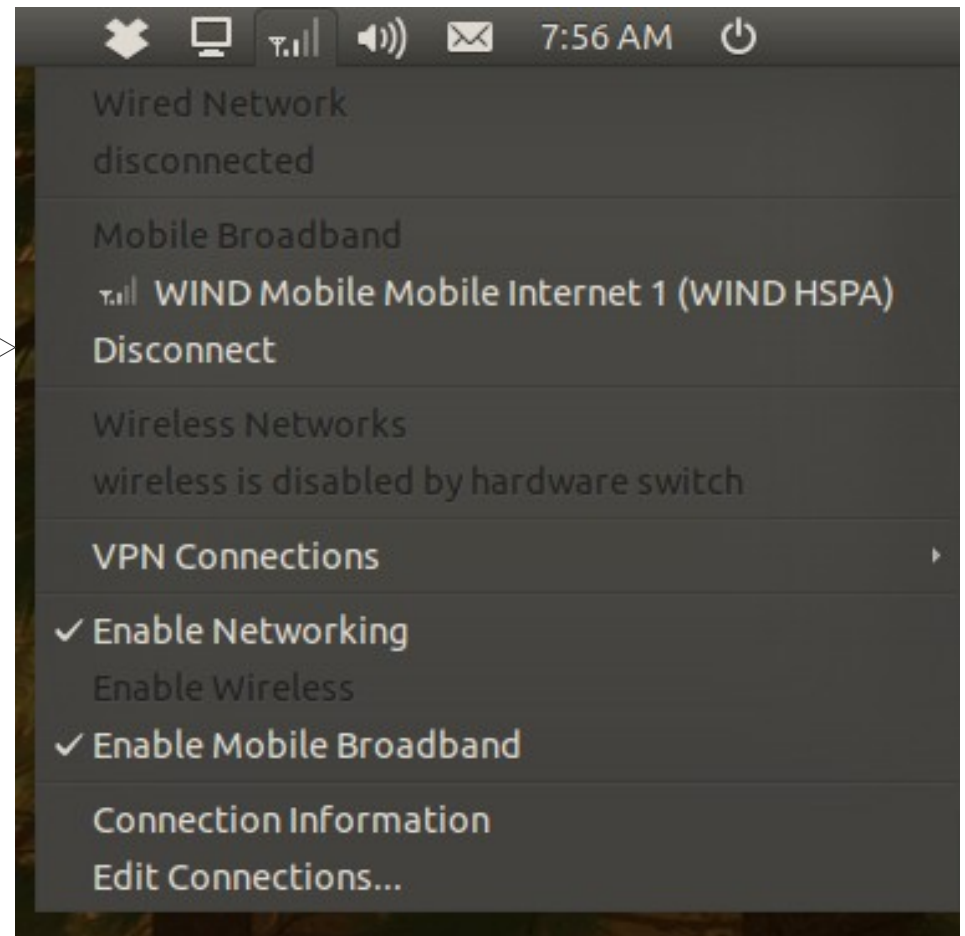 7:56 AM
Wired Network
disconnected
Mobile Broadband
WIND Mobile Mobile Internet 1 (WIND HSPA)
Disconnect
Wireless Networks
wireless is disabled by hardware switch
VPN Connections
Enable Networking
Enable Wireless
Enable Mobile Broadband
Connection Information
Edit Connections...